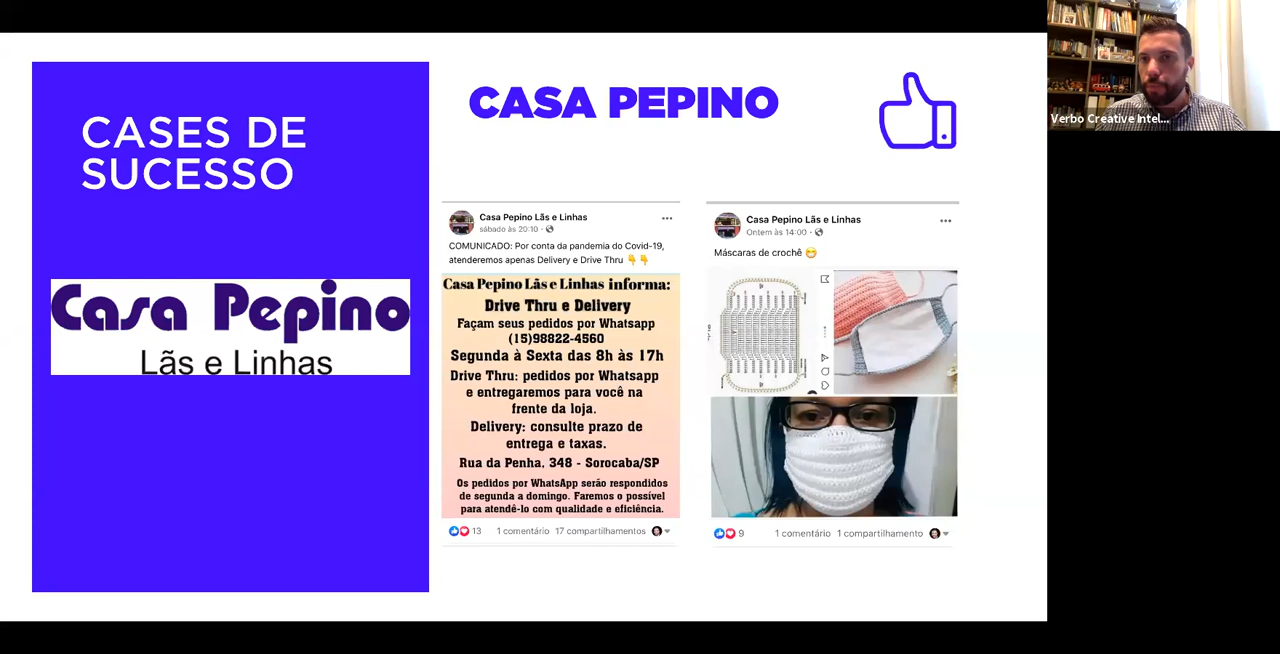 CASES DE
SUCESSO
Casa Pepino
Lãs e Linhas
CASA PEPINO
Casa Pepino Lãs e Linhas
sábado às 20:10 ·
COMUNICADO: Por conta da pandemia do Covid-19,
atenderemos apenas Delivery e Drive Thru 👇👇
Casa Pepino Lãs e Linhas informa:
Drive Thru e Delivery
Façam seus pedidos por Whatsapp
(15)98822-4560
Segunda à Sexta das 8h às 17h
Drive Thru: pedidos por Whatsapp
e entregaremos para você na
frente da loja.
Delivery: consulte prazo de
entrega e taxas.
Rua da Penha, 348 - Sorocaba/SP
Os pedidos por WhatsApp serão respondidos
de segunda a domingo. Faremos o possível
para atendê-lo com qualidade e eficiência.
13 1 comentário 17 compartilhamentos
Casa Pepino Lãs e Linhas
Ontem às 14:00 ·
Máscaras de crochê 😁
9 1 comentário 1 compartilhamento
Verbo Creative Intel...